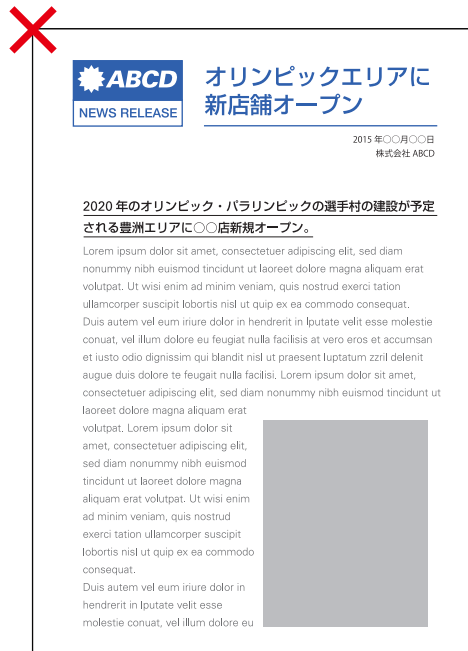 ABCD
NEWS RELEASE
オリンピックエリアに
新店舗オープン
2015 年○○月○○日
株式会社 ABCD
2020 年のオリンピック・パラリンピックの選手村の建設が予定
される豊洲エリアに○○店新規オープン。
Lorem ipsum dolor sit amet, consectetuer adipiscing elit, sed diam
nonummy nibh euismod tincidunt ut laoreet dolore magna aliquam erat
volutpat. Ut wisi enim ad minim veniam, quis nostrud exerci tation
ullamcorper suscipit lobortis nisl ut quip ex ea commodo consequat.
Duis autem vel eum iriure dolor in hendrerit in lputate velit esse molestie
conuat, vel illum dolore eu feugiat nulla facilisis at vero eros et accumsan
et iusto odio dignissim qui blandit nisl ut praesent luptatum zzril delenit
augue duis dolore te feugait nulla facilisi. Lorem ipsum dolor sit amet,
consectetuer adipiscing elit, sed diam nonummy nibh euismod tincidunt ut
laoreet dolore magna aliquam erat
volutpat. Lorem ipsum dolor sit
amet, consectetuer adipiscing elit,
sed diam nonummy nibh euismod
tincidunt ut laoreet dolore magna
aliquam erat volutpat. Ut wisi enim
ad minim veniam, quis nostrud
exerci tation ullamcorper suscipit
lobortis nisl ut quip ex ea commodo
consequat.
Duis autem vel eum iriure dolor in
hendrerit in lputate velit esse
molestie conuat, vel illum dolore eu